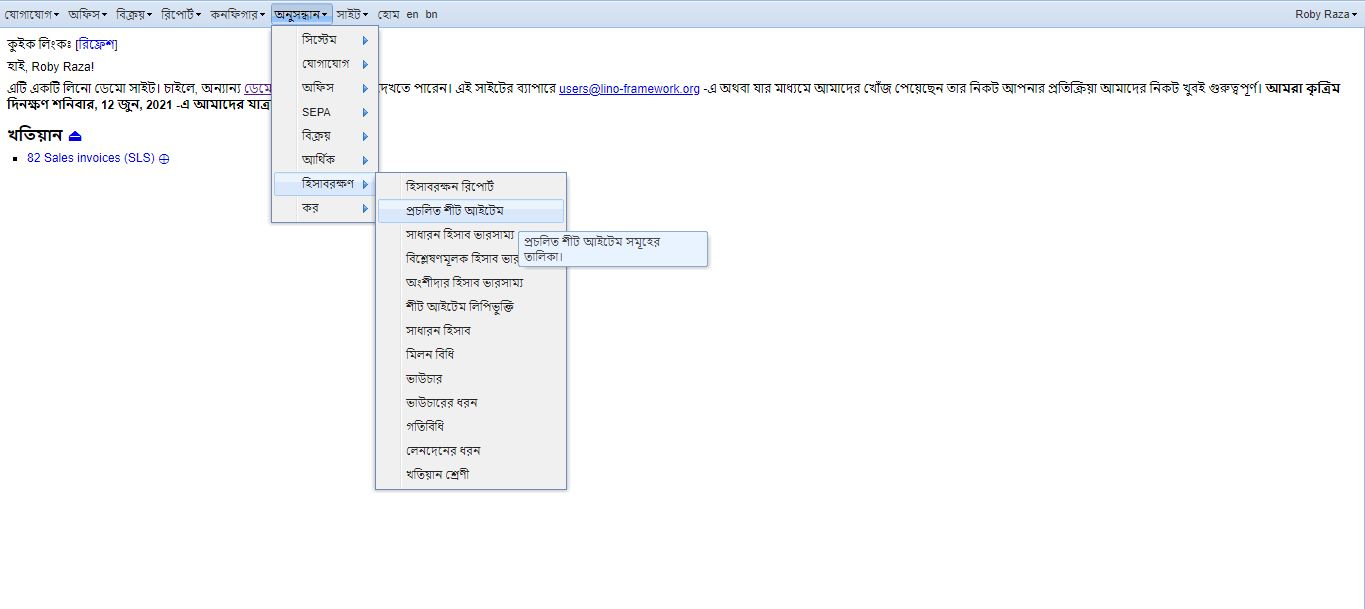 যোগাযোগ অফিস বিক্রয় রিপোর্ট কনফিগার অনুসন্ধান সাইট হোম en bn Roby Raza
কুইক লিংকঃ [রিফ্রেশ]
হাই, Roby Raza!
এটি একটি লিনো ডেমো সাইট। চাইলে, অন্যান্য ডেমো দেখতে পারেন। এই সাইটের ব্যাপারে users@lino-framework.org -এ অথবা যার মাধ্যমে আমাদের খোঁজ পেয়েছেন তার নিকট আপনার প্রতিক্রিয়া আমাদের নিকট খুবই গুরুত্বপূর্ণ। আমরা কৃত্রিম
দিনক্ষণ শনিবার, 12 জুন, 2021 -এ আমাদের যাত্রা
খতিয়ান
82 Sales invoices (SLS)
সিস্টেম
যোগাযোগ
অফিস
SEPA
বিক্রয়
আর্থিক
হিসাবরক্ষণ
কর
হিসাবরক্ষন রিপোর্ট
প্রচলিত শীট আইটেম
সাধারন হিসাব ভারসাম্য
বিশ্লেষণমূলক হিসাব
অংশীদার হিসাব ভারসাম্য
শীট আইটেম লিপিভুক্তি
সাধারন হিসাব
মিলন বিধি
ভাউচার
ভাউচারের ধরন
গতিবিধি
লেনদেনের ধরন
খতিয়ান শ্রেণী
প্রচলিত শীট আইটেম সমূহের
তালিকা।